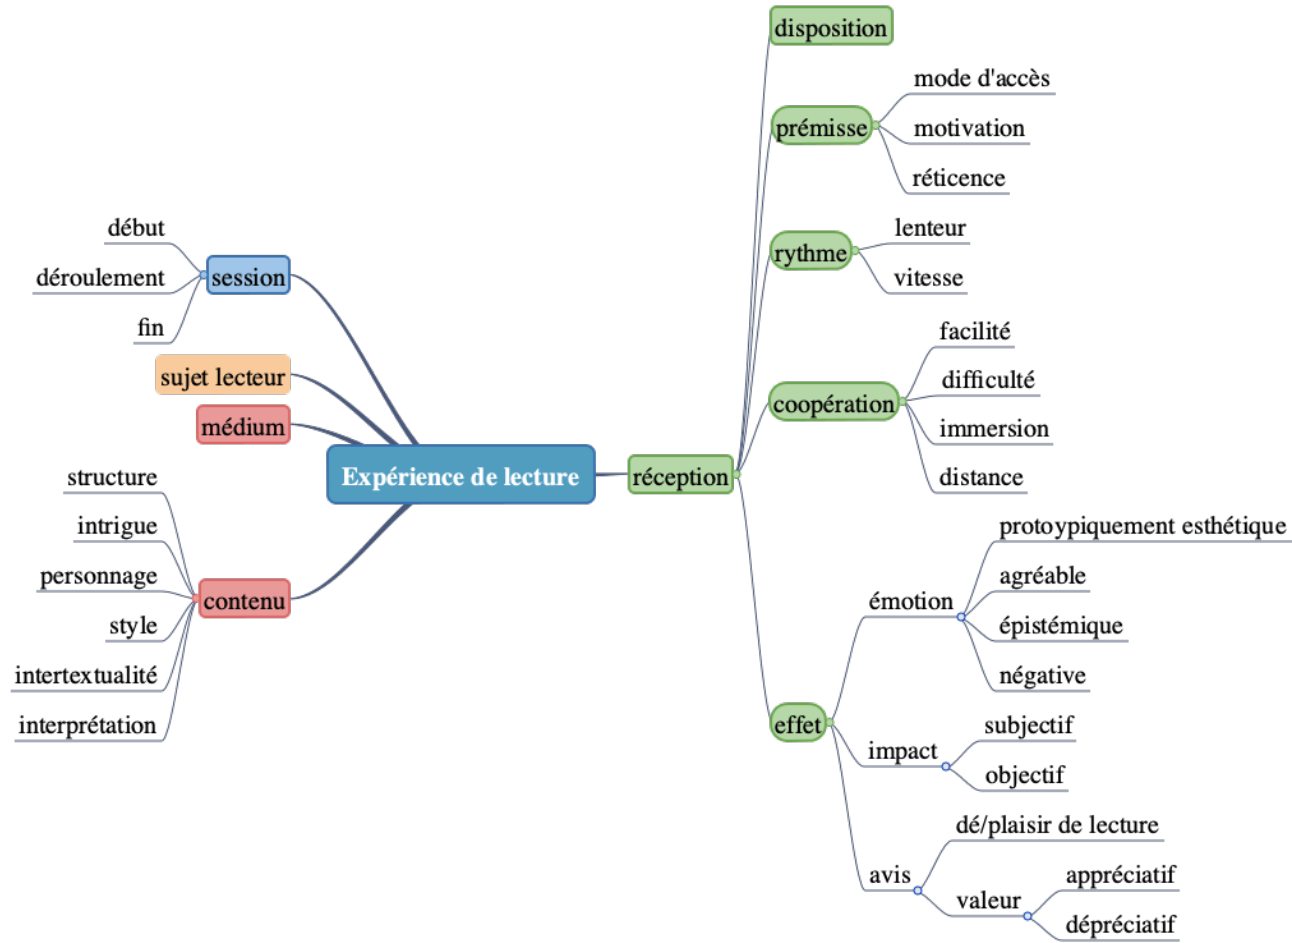 Expérience de lecture
session
début
déroulement
fin
sujet lecteur
médium
contenu
structure
intrigue
personnage
style
intertextualité
interprétation
réception
disposition
prémisse
mode d'accès
motivation
réticence
rythme
lenteur
vitesse
coopération
facilité
difficulté
immersion
distance
effet
émotion
protoypiquement esthétique
agréable
épistémique
négative
impact
subjectif
objectif
avis
dé/plaisir de lecture
valeur
appréciatif
dépréciatif